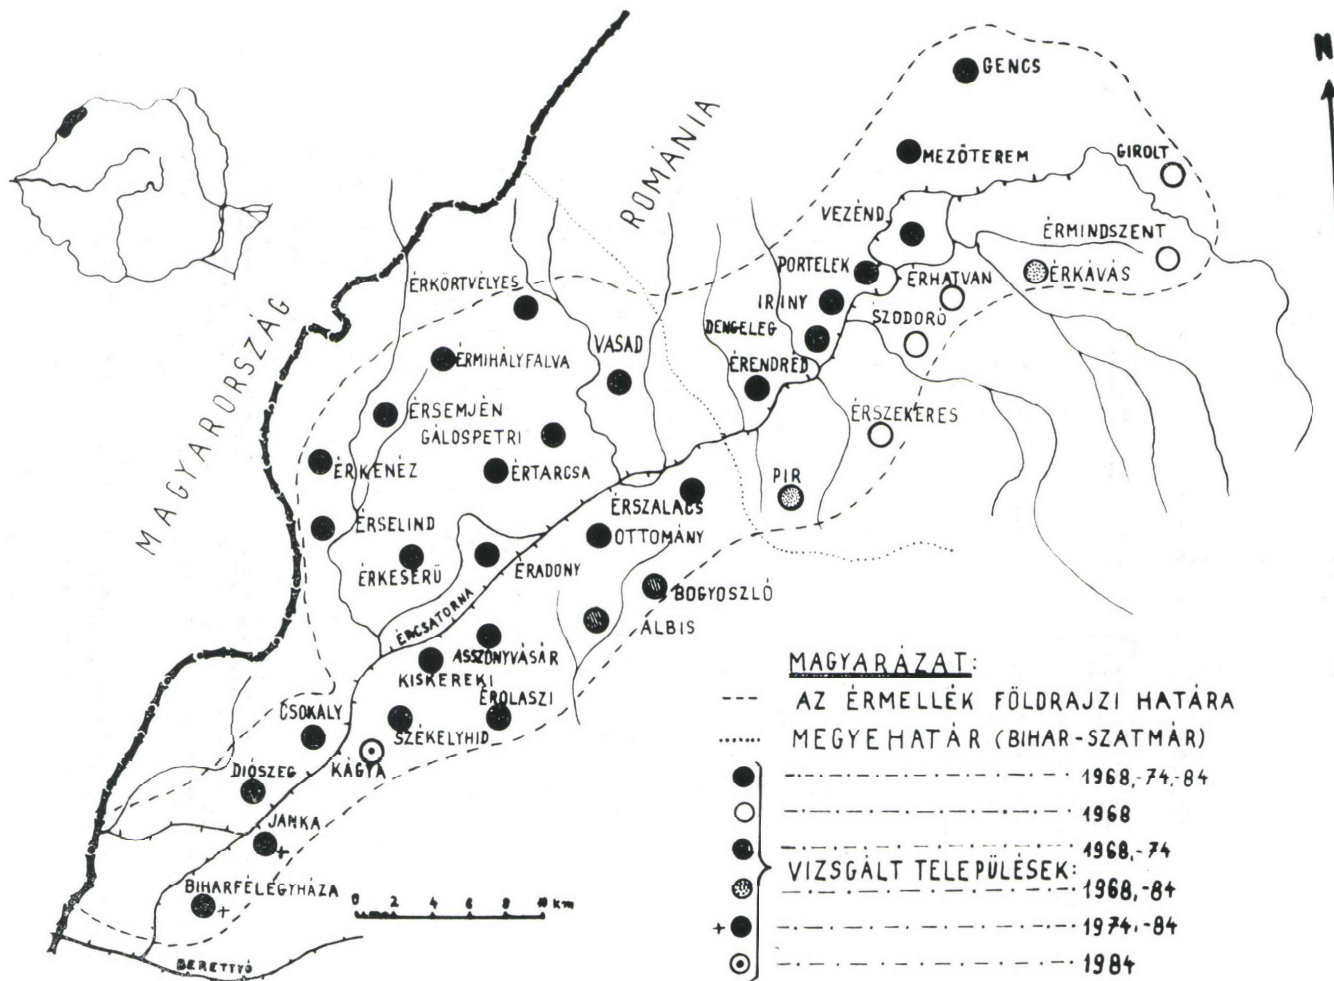 N
GENCS
ROMÁNIA
MEZŐTEREM
GIROLT
VEZÉND
ÉRMINDSZENT
PORTELEK
ÉRHATVAN
ÉRKÁVÁS
ÉRKÖRTVÉLYES
IRINY
SZODORÓ
MAGYARORSZÁG
DENGELEG
VASAD
ÉRMIHÁLYFALVA
ÉRENDRÉD
ÉRSEMJÉN
GÁLOSPETRI
ÉRSZEKERES
ÉRKENÉZ
ÉRTARCSA
PIR
ÉRSZALACS
ÉRSELIND
OTTOMÁNY
ÉRKESERŰ
ÉRADONY
BOGYOSZLÓ
ÉRCSATORNA
ALBIS
ASSZONYVÁSÁR
KISKEREKI
ÉROLASZI
CSOKALY
SZÉKELYHID
KÁGYA
DIÓSZEG
JANKA
+
BIHARFÉLEGYHÁZA
+
0 2 4 6 8 10 km
BERETTYÓ
MAGYARÁZAT:
AZ ÉRMELLÉK FÖLDRAJZI HATÁRA
MEGYEHATÁR (BIHAR-SZATMÁR)
VIZSGÁLT TELEPÜLÉSEK:
1968,-74,-84
1968
1968,-74
1968,-84
+ 1974,-84
1984